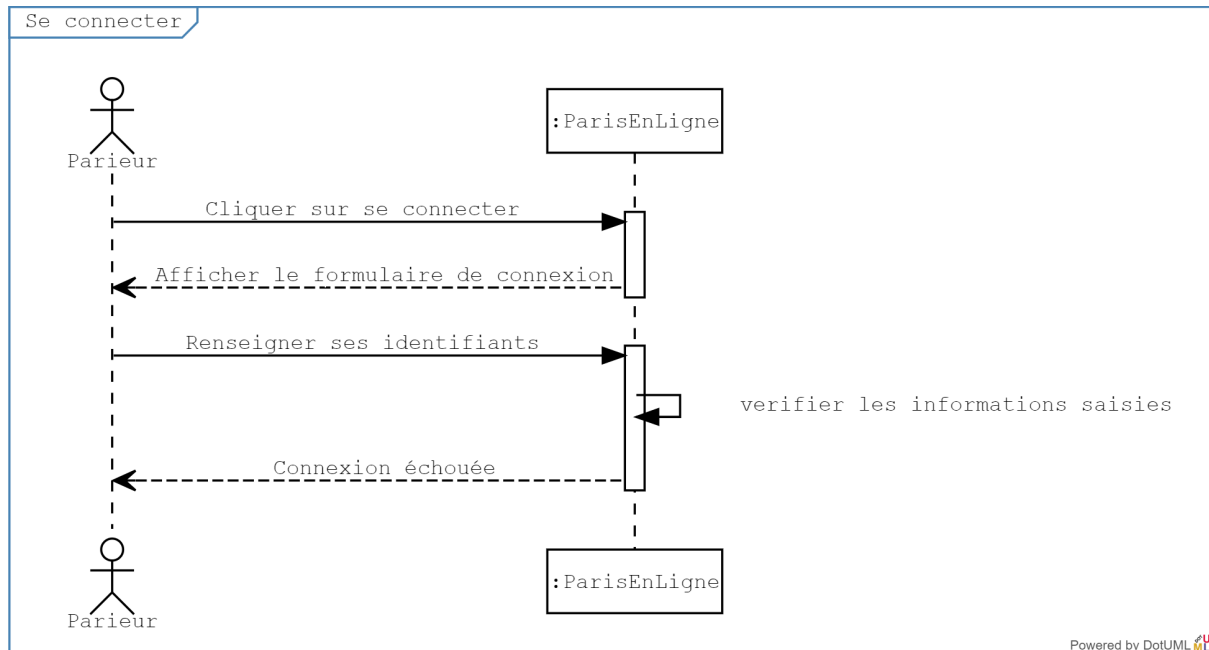 Se connecter
Parieur
:ParisEnLigne
Cliquer sur se connecter
Afficher le formulaire de connexion
Renseigner ses identifiants
verifier les informations saisies
Connexion échouée
Parieur
:ParisEnLigne
Powered by DotUML